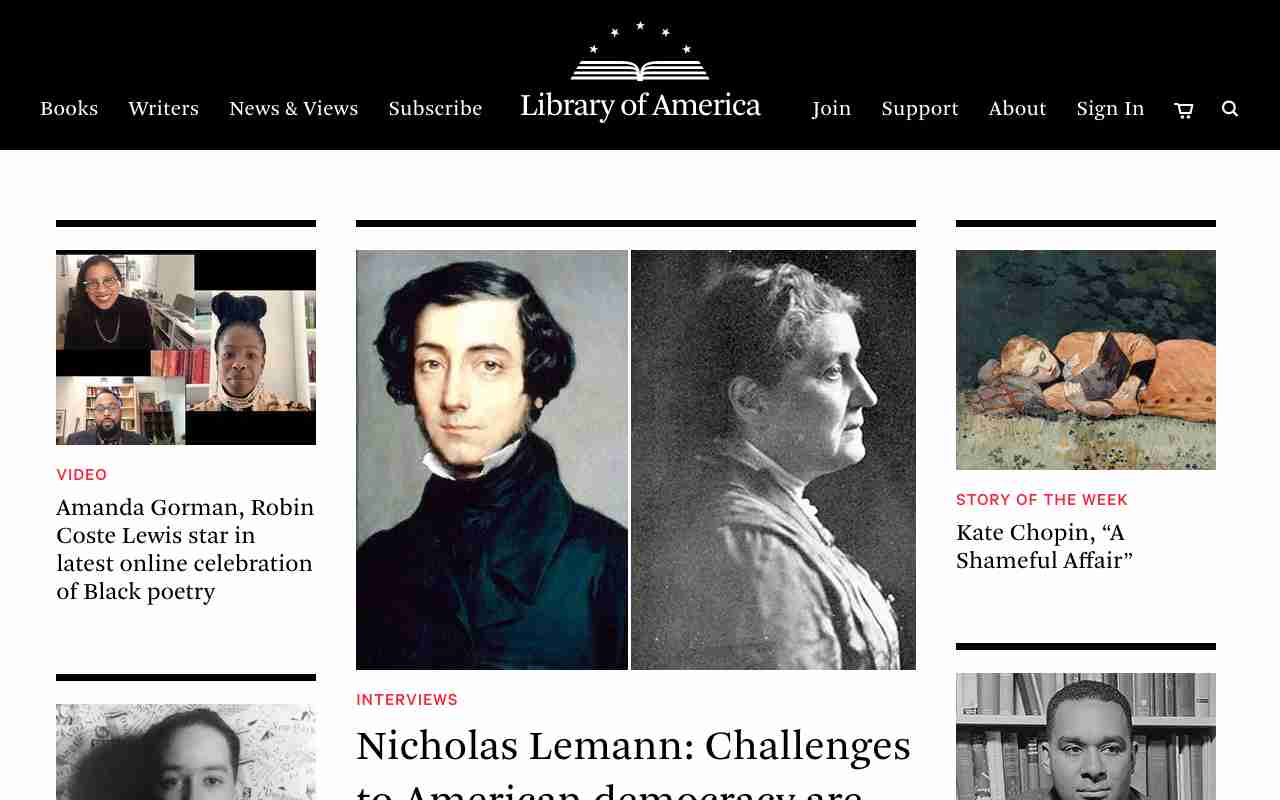 Books
Writers
News & Views
Subscribe
Library of America
Join
Support
About
Sign In
VIDEO
Amanda Gorman, Robin
Coste Lewis star in
latest online celebration
of Black poetry
INTERVIEWS
Nicholas Lemann: Challenges
to American democracy are
STORY OF THE WEEK
Kate Chopin, “A
Shameful Affair”